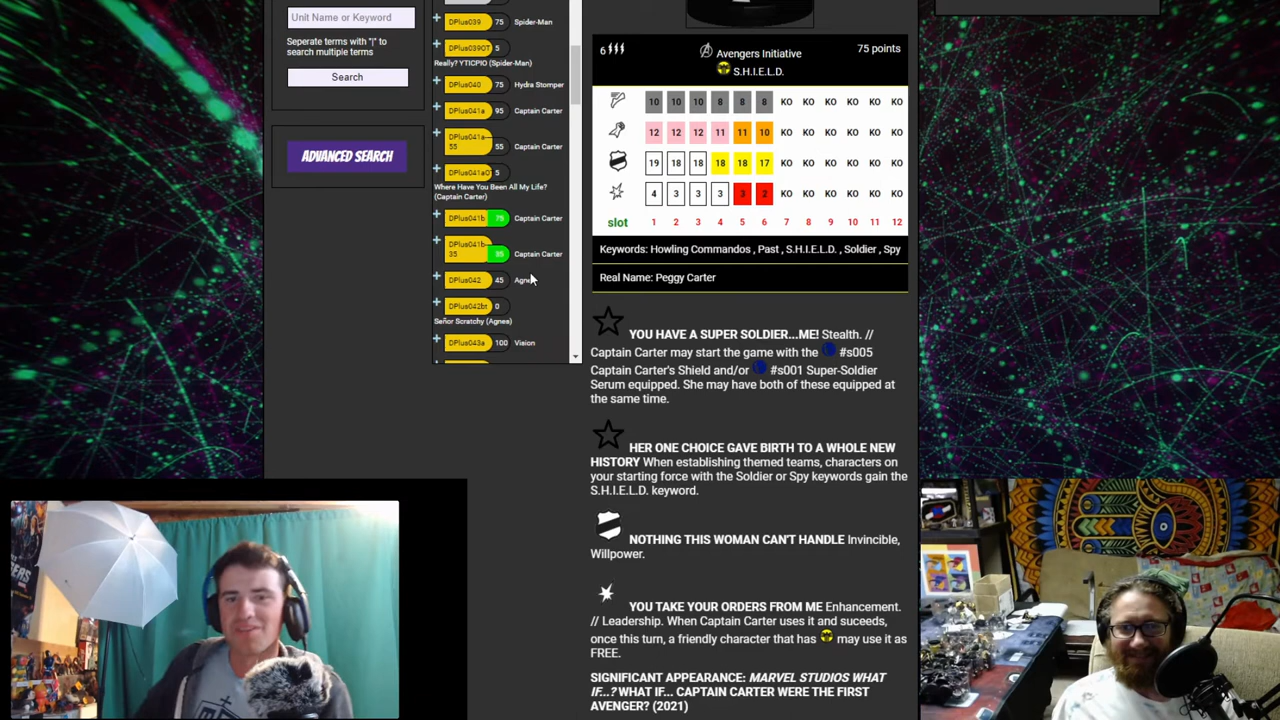 Unit Name or Keyword
Seperate terms with "|" to
search multiple terms
Search
ADVANCED SEARCH
DPlus039 75 Spider-Man
DPlus039OT 5
Really? YTICPIO (Spider-Man)
DPlus040 75 Hydra Stomper
DPlus041a 95 Captain Carter
DPlus041a-
55 55 Captain Carter
DPlus041aOT 5
Where Have You Been All My Life?
(Captain Carter)
DPlus041b 75 Captain Carter
DPlus041b-
35 35 Captain Carter
DPlus042 45
DPlus042bt 0
Señor Scratchy (Agnes)
DPlus043a 100 Vision
6 Avengers Initiative 75 points
S.H.I.E.L.D.
10 10 10 8 8 8 KO KO KO KO KO KO
12 12 12 11 11 10 KO KO KO KO KO KO
19 18 18 18 18 17 KO KO KO KO KO KO
4 3 3 3 3 2 KO KO KO KO KO KO
slot 1 2 3 4 5 6 7 8 9 10 11 12
Keywords: Howling Commandos , Past , S.H.I.E.L.D. , Soldier , Spy
Real Name: Peggy Carter
YOU HAVE A SUPER SOLDIER...ME! Stealth. //
Captain Carter may start the game with the #s005
Captain Carter's Shield and/or #s001 Super-Soldier
Serum equipped. She may have both of these equipped at
the same time.
HER ONE CHOICE GAVE BIRTH TO A WHOLE NEW
HISTORY When establishing themed teams, characters on
your starting force with the Soldier or Spy keywords gain the
S.H.I.E.L.D. keyword.
NOTHING THIS WOMAN CAN'T HANDLE Invincible,
Willpower.
YOU TAKE YOUR ORDERS FROM ME Enhancement.
// Leadership. When Captain Carter uses it and suceeds,
once this turn, a friendly character that has may use it as
FREE.
SIGNIFICANT APPEARANCE: MARVEL STUDIOS WHAT
IF...? WHAT IF... CAPTAIN CARTER WERE THE FIRST
AVENGER? (2021)